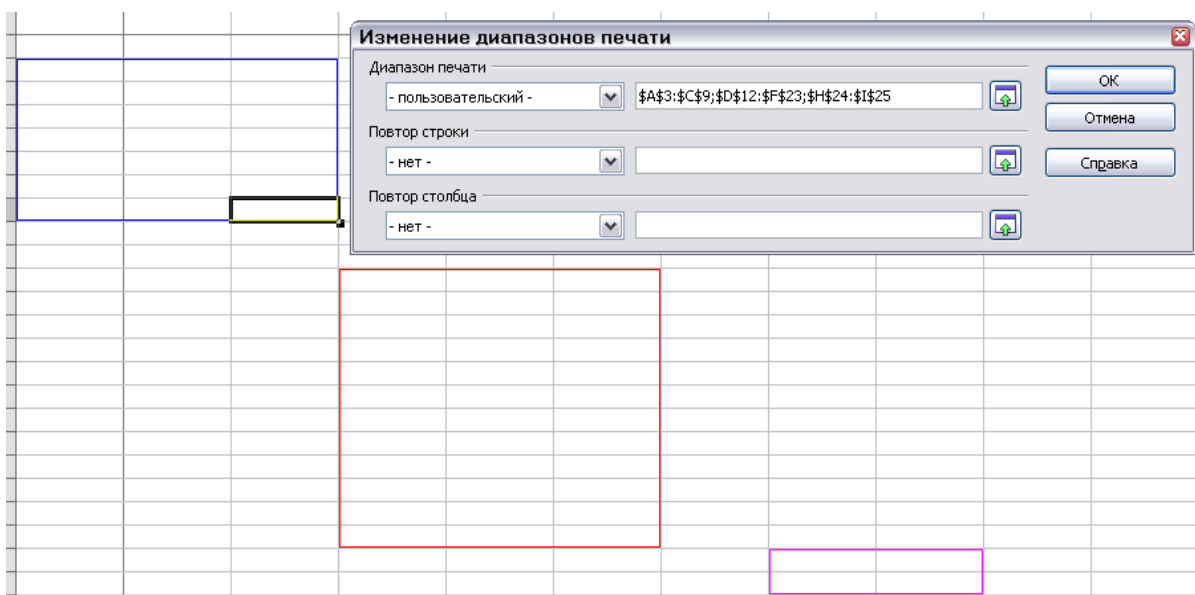 Изменение диапазонов печати
Диапазон печати
- пользовательский -
$A$3:$C$9;$D$12:$F$23;$H$24:$I$25
ОК
Отмена
Повтор строки
- нет -
Справка
Повтор столбца
- нет -